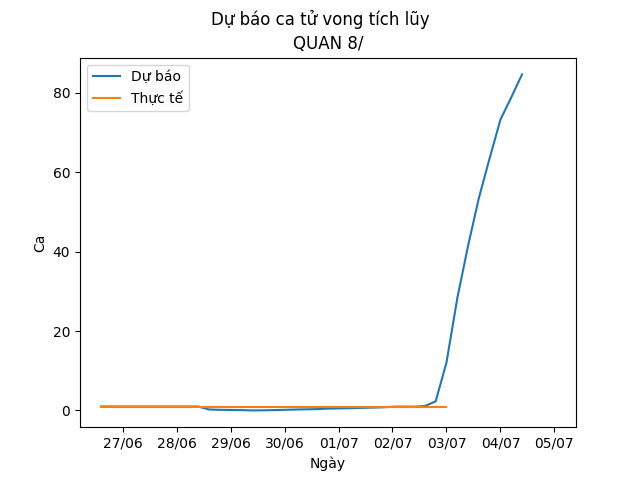 Dự báo ca tử vong tích lũy
QUAN 8/
Dự báo
Thực tế
80
60
40
20
0
Ca
27/06 28/06 29/06 30/06 01/07 02/07 03/07 04/07 05/07
Ngày